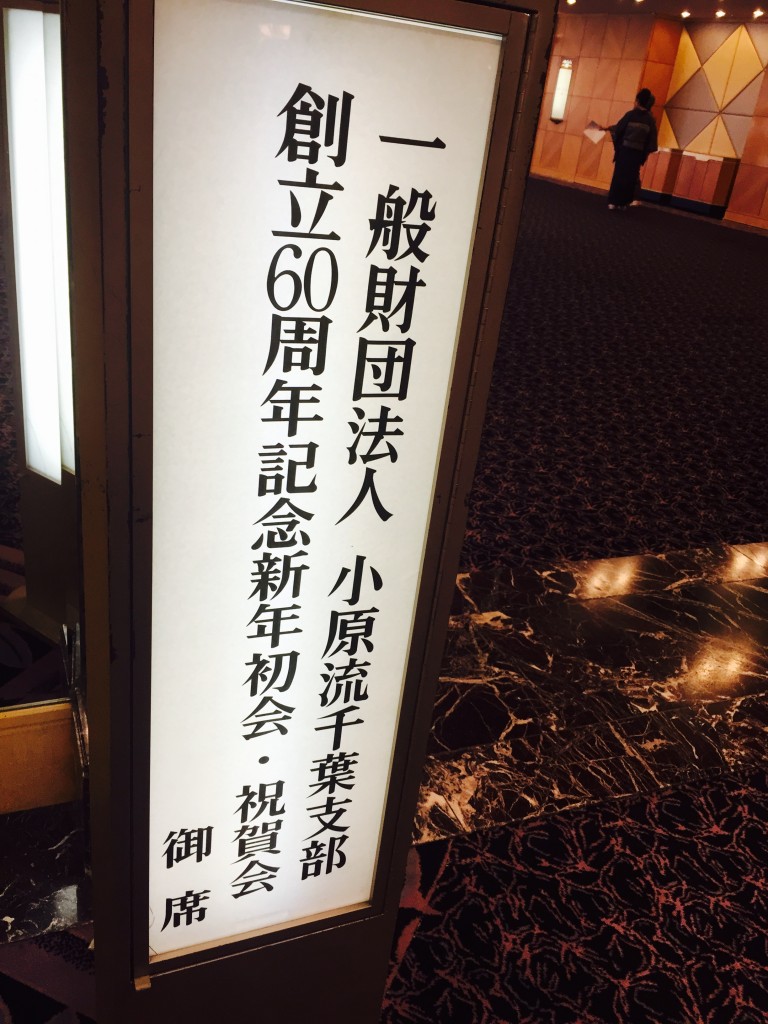 一般財団法人 小原流千葉支部
創立60周年記念新年初会・祝賀会
御席